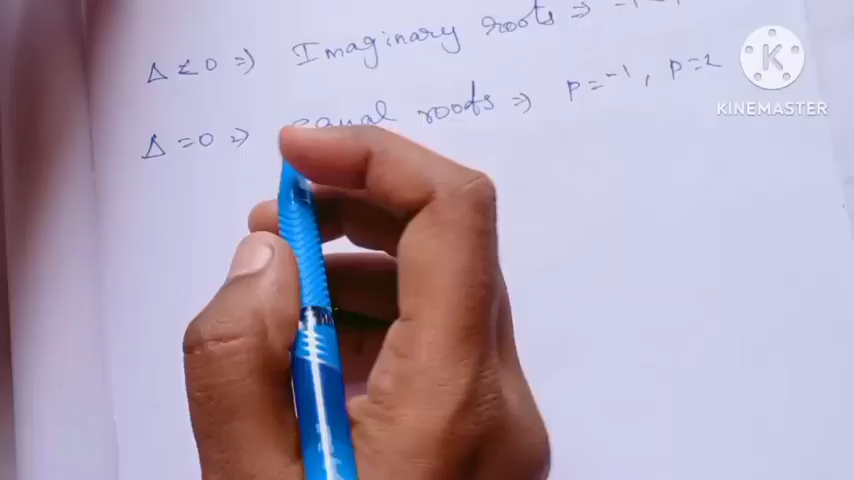 Δ < 0 ⇒ Imaginary roots ⇒
Δ = 0 ⇒ equal roots ⇒ p = -1, p = 2
KINEMASTER